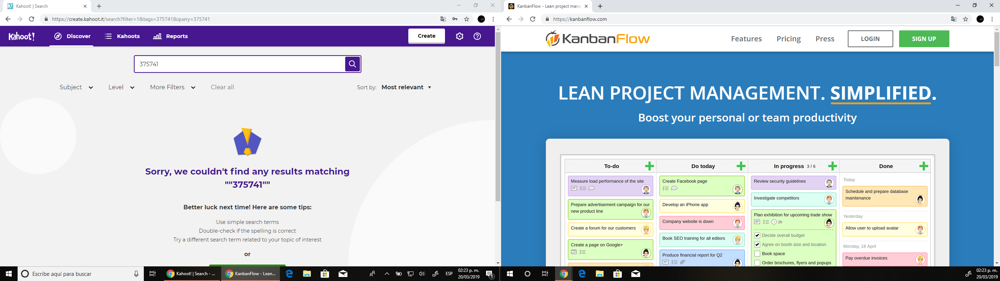 Kahoot! | Search
https://create.kahoot.it/search?filter=1&tags=375741&query=375741
Kahoot!
Discover
Kahoots
Reports
Create
375741
Subject
Level
More Filters
Clear all
Sort by: Most relevant
Sorry, we couldn't find any results matching
""375741""
Better luck next time! Here are some tips:
Use simple search terms
Double-check if the spelling is correct
Try a different search term related to your topic of interest
or
Escribe aquí para buscar
Kahoot! | Search - ...
KanbanFlow - Lean...
ESP
02:23 p. m.
20/03/2019
1
KanbanFlow - Lean project mana
https://kanbanflow.com
KanbanFlow
Features
Pricing
Press
LOGIN
SIGN UP
LEAN PROJECT MANAGEMENT. SIMPLIFIED.
Boost your personal or team productivity
To-do
Measure load performance of the site
Prepare advertisement campaign for our
new product line
Create a forum for our customers
Create a page on Google+
Do today
Create Facebook page
Develop an iPhone app
Company website is down
Book SEO training for all editors
Produce financial report for Q2
In progress 3 / 6
Review security guidelines
Investigate competitors
Plan exhibition for upcoming trade show
2h
Decide overall budget
Agree on booth size and location
Book space
Order brochures, flyers and popups
Done
Today
Schedule and prepare database
maintenance
Yesterday
Allow user to upload avatar
Monday, 18 April
Pay overdue invoices
02:23 p. m.
20/03/2019